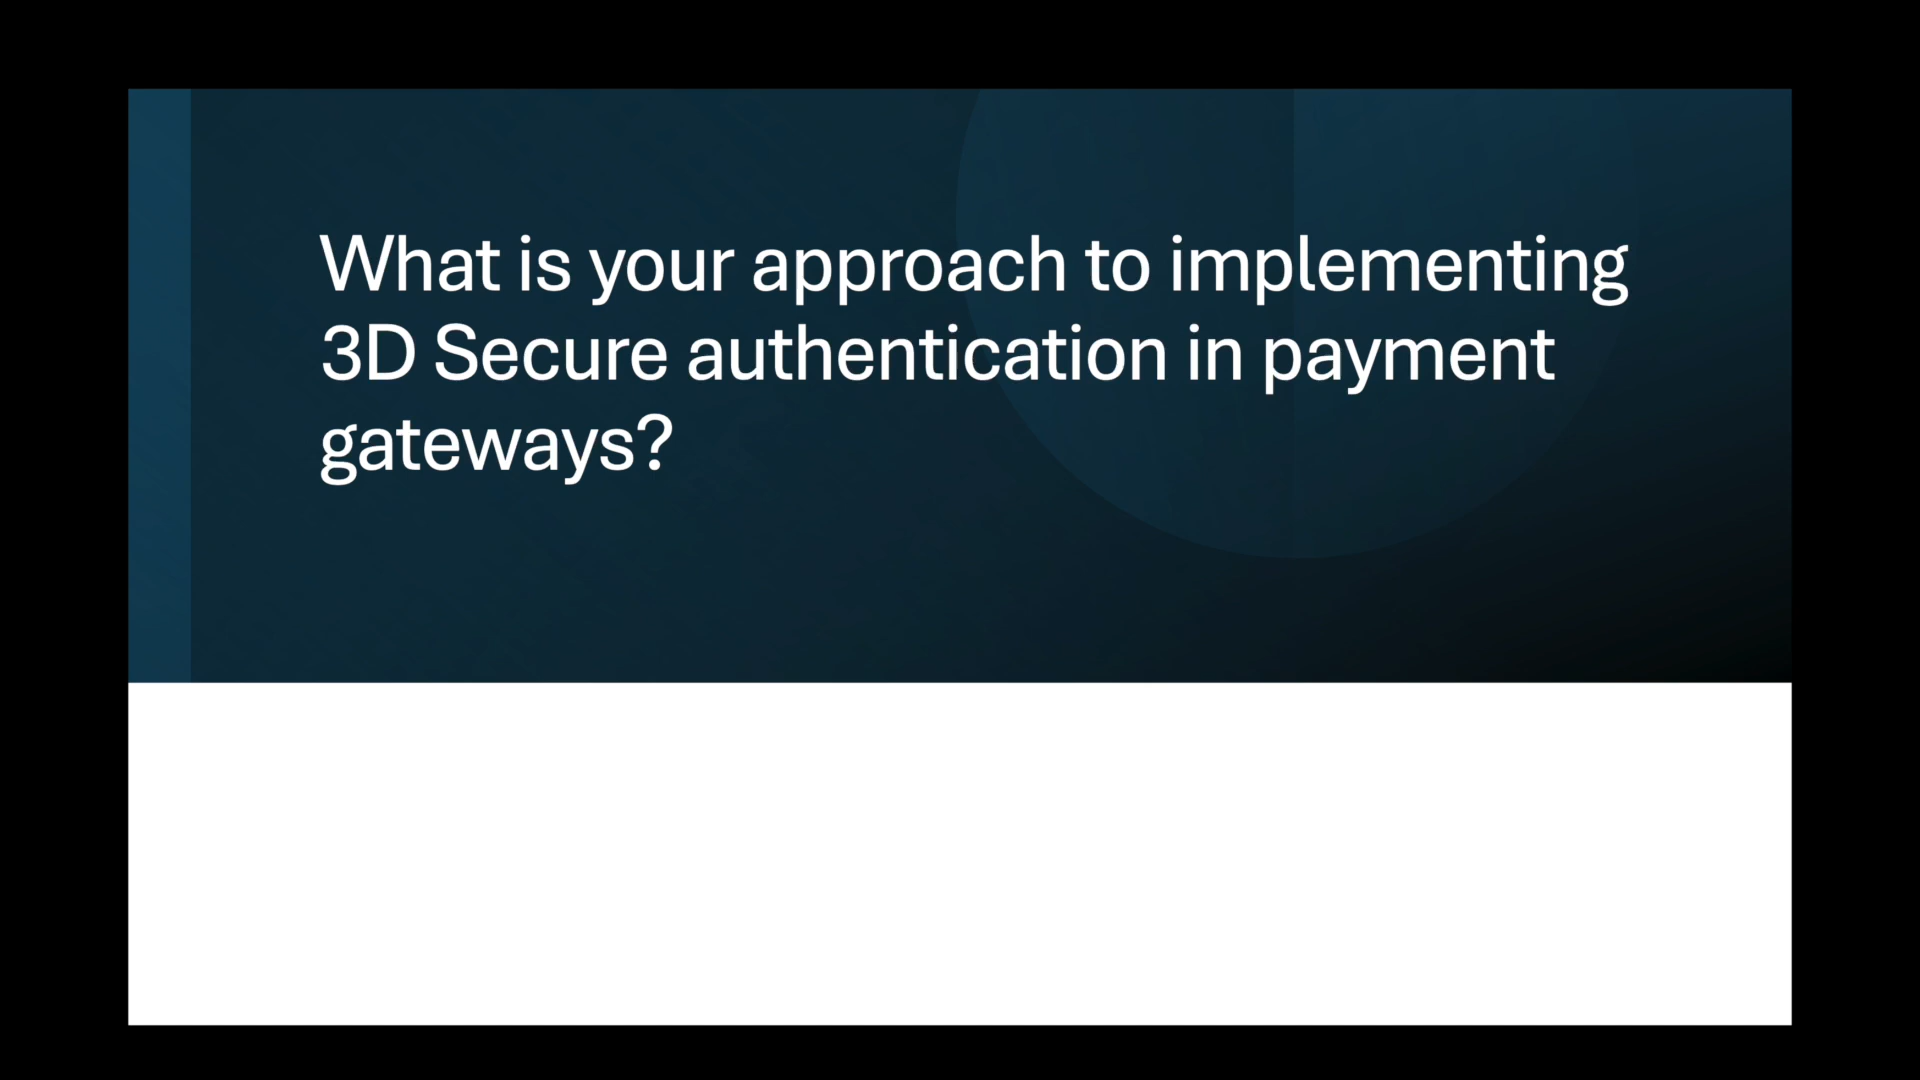 What is your approach to implementing
3D Secure authentication in payment
gateways?